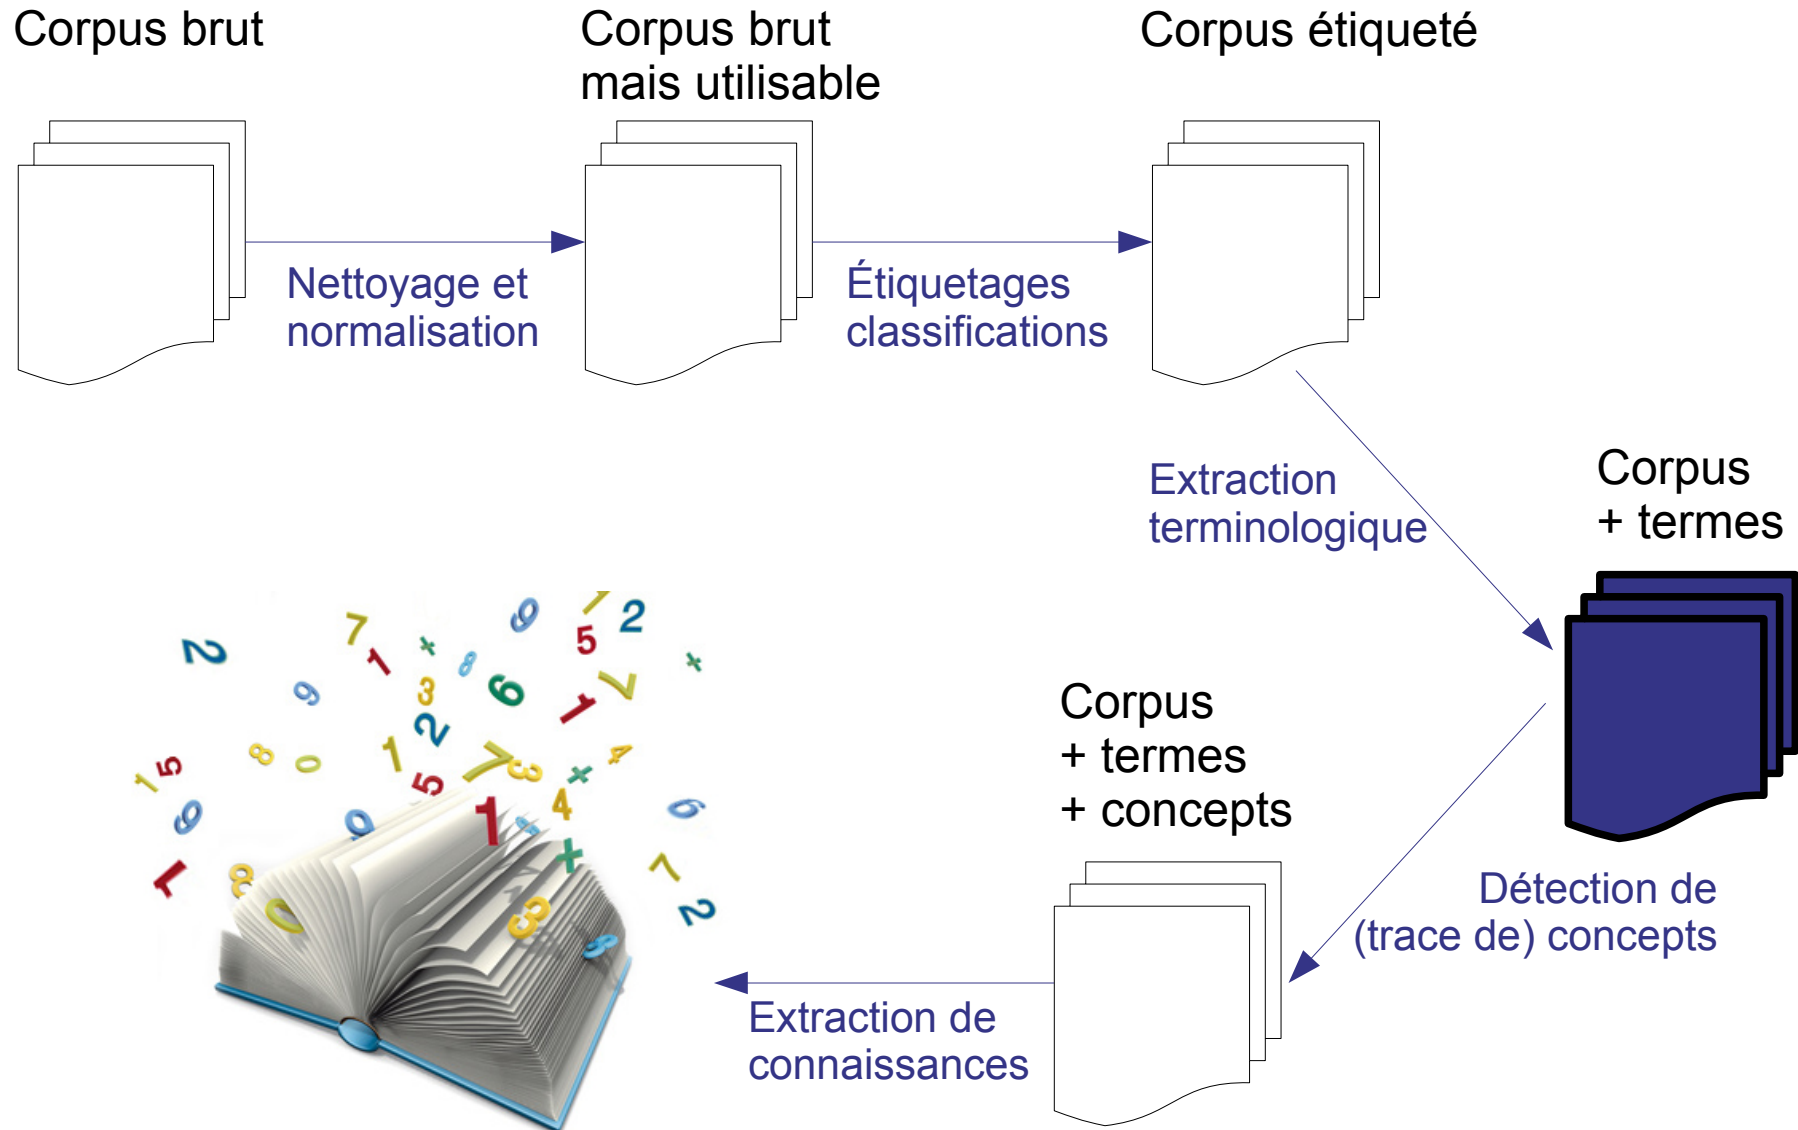 Corpus brut
Corpus brut
mais utilisable
Corpus étiqueté
Nettoyage et
normalisation
Étiquetages
classifications
Extraction
terminologique
Corpus
+ termes
Corpus
+ termes
+ concepts
Détection de
(trace de) concepts
Extraction de
connaissances